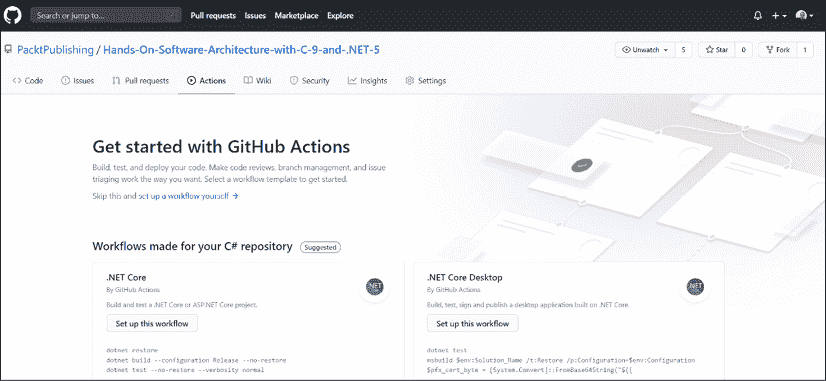 Search or jump to... / Pull requests Issues Marketplace Explore
PacktPublishing / Hands-On-Software-Architecture-with-C-9-and-.NET-5 Unwatch 5 Star 0 Fork 1
Code Issues Pull requests Actions Wiki Security Insights Settings
Get started with GitHub Actions
Build, test, and deploy your code. Make code reviews, branch management, and issue
triaging work the way you want. Select a workflow template to get started.
Skip this and set up a workflow yourself →
Workflows made for your C# repository Suggested
.NET Core
By GitHub Actions
Build and test a .NET Core or ASP.NET Core project.
Set up this workflow
dotnet restore
dotnet build --configuration Release --no-restore
dotnet test --no-restore --verbosity normal
.NET Core Desktop
By GitHub Actions
Build, test, sign and publish a desktop application built on .NET Core.
Set up this workflow
dotnet test
msbuild $env:Solution_Name /t:Restore /p:Configuration=$env:Configuration
$pfx_cert_byte = [System.Convert]::FromBase64String("${{